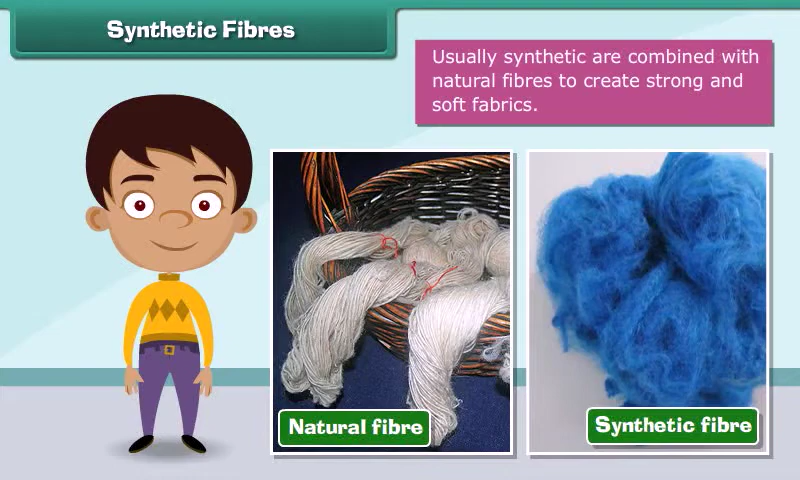 Synthetic Fibres
Usually synthetic are combined with
natural fibres to create strong and
soft fabrics.
Natural fibre
Synthetic fibre